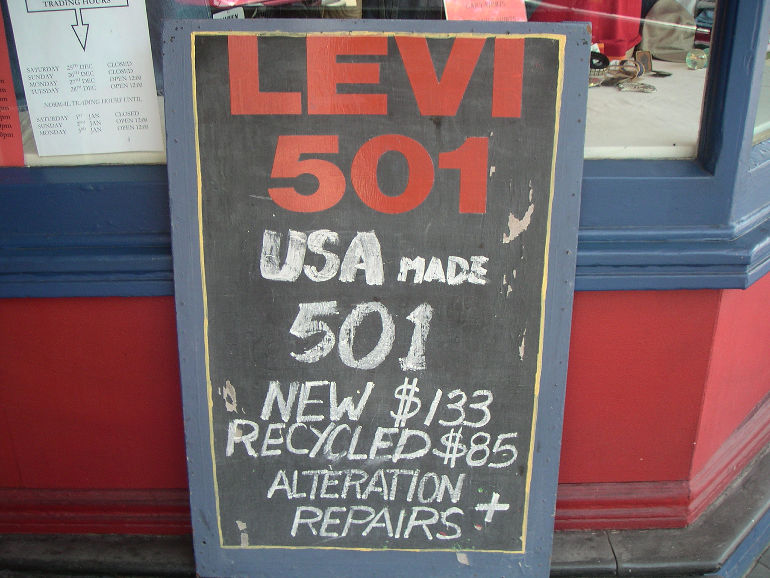 TRADING HOURS
SATURDAY 25TH DEC CLOSED
SUNDAY 26TH DEC CLOSED
MONDAY 27TH DEC OPEN 12:00
TUESDAY 28TH DEC OPEN 12:00
NORMAL TRADING HOURS UNTIL
SATURDAY 1ST JAN CLOSED
SUNDAY 2ND JAN OPEN 12:00
MONDAY 3RD JAN OPEN 12:00
LEVI
501
USA MADE
501
NEW $133
RECYCLED $85
ALTERATION +
REPAIRS